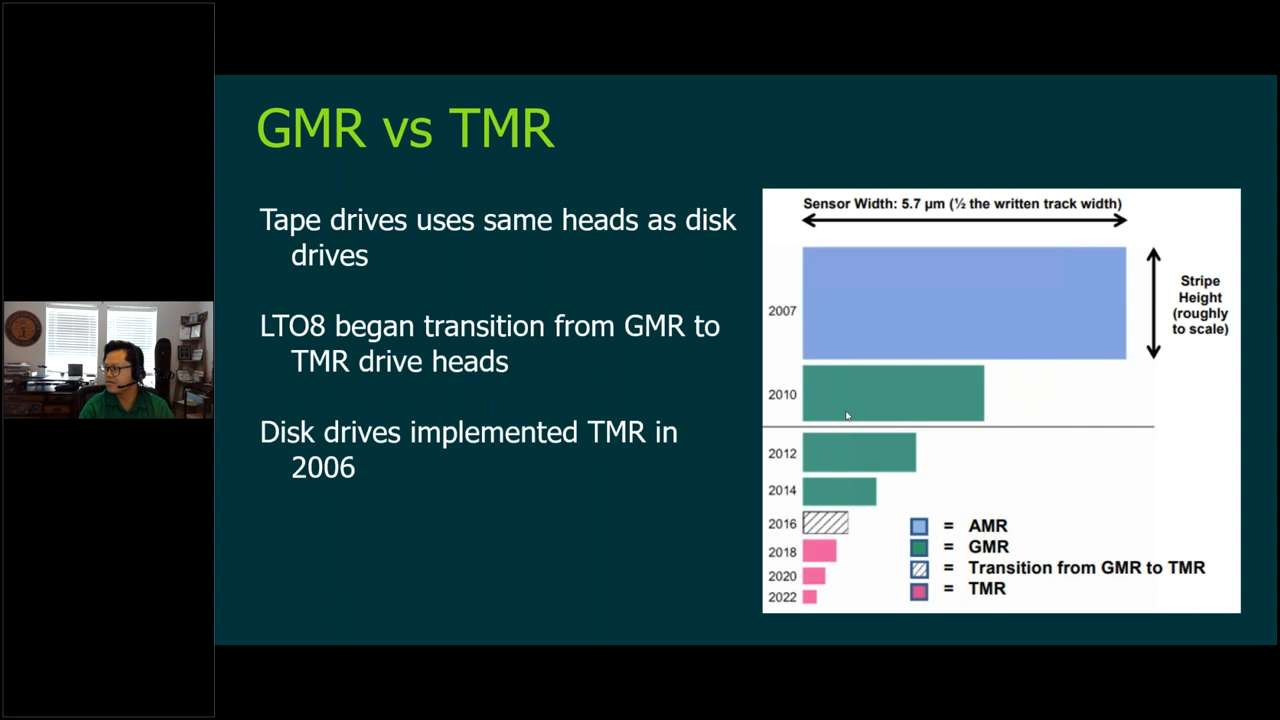 GMR vs TMR
Tape drives uses same heads as disk
drives
LTO8 began transition from GMR to
TMR drive heads
Disk drives implemented TMR in
2006
Sensor Width: 5.7 µm (½ the written track width)
Stripe
Height
(roughly
to scale)
2007
2010
2012
2014
2016
2018
2020
2022
= AMR
= GMR
= Transition from GMR to TMR
= TMR